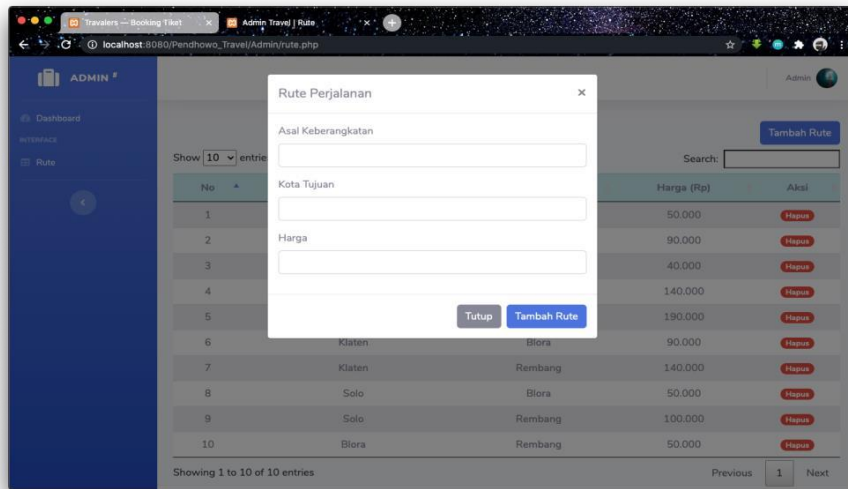 Travelers — Booking Tiket
Admin Travel | Rute
localhost:8080/Pendhowo_Travel/Admin/rute.php
ADMIN
Admin
Dashboard
INTERFACE
Rute
Rute Perjalanan ×
Asal Keberangkatan
Kota Tujuan
Harga
Tutup Tambah Rute
Tambah Rute
Show 10 entrie
Search:
No Harga (Rp) Aksi
1 50.000 Hapus
2 90.000 Hapus
3 40.000 Hapus
4 140.000 Hapus
5 190.000 Hapus
6 Klaten Blora 90.000 Hapus
7 Klaten Rembang 140.000 Hapus
8 Solo Blora 50.000 Hapus
9 Solo Rembang 100.000 Hapus
10 Blora Rembang 50.000 Hapus
Showing 1 to 10 of 10 entries
Previous 1 Next